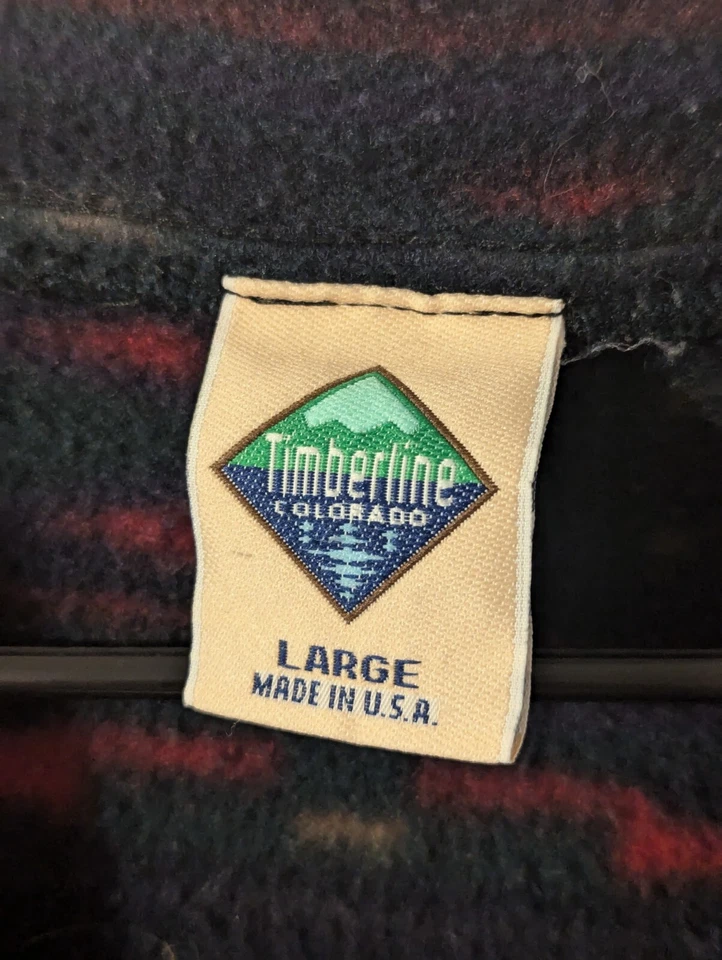 Timberline
COLORADO
LARGE
MADE IN U.S.A.